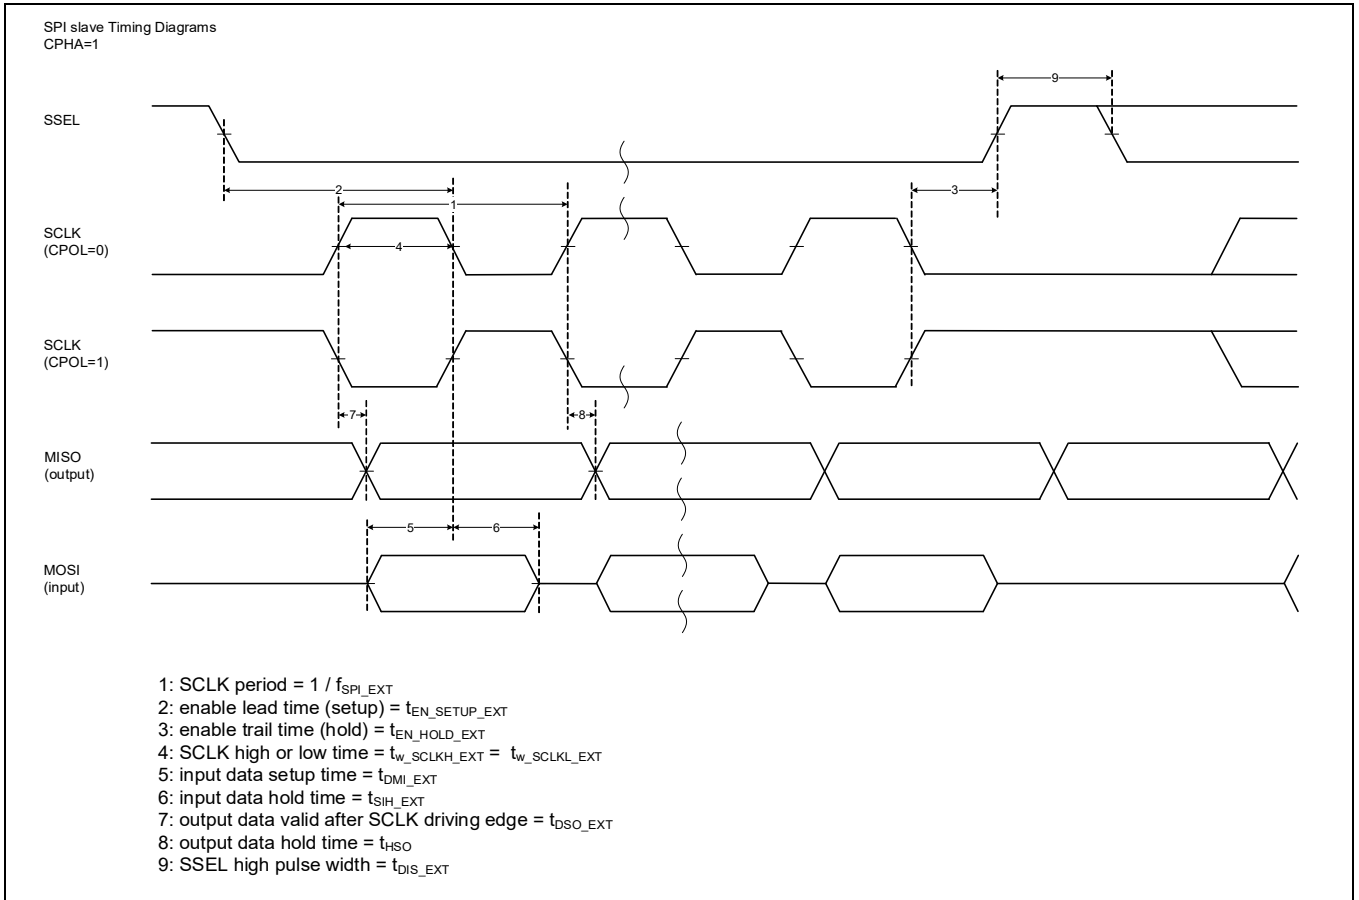 SPI slave Timing Diagrams
CPHA=1
9
SSEL
2
3
1
SCLK
(CPOL=0)
4
SCLK
(CPOL=1)
7
8
MISO
(output)
5
6
MOSI
(input)
1: SCLK period = 1 / fSPI_EXT
2: enable lead time (setup) = tEN_SETUP_EXT
3: enable trail time (hold) = tEN_HOLD_EXT
4: SCLK high or low time = tw_SCLKH_EXT = tw_SCLKL_EXT
5: input data setup time = tDMI_EXT
6: input data hold time = tSIH_EXT
7: output data valid after SCLK driving edge = tDSO_EXT
8: output data hold time = tHSO
9: SSEL high pulse width = tDIS_EXT